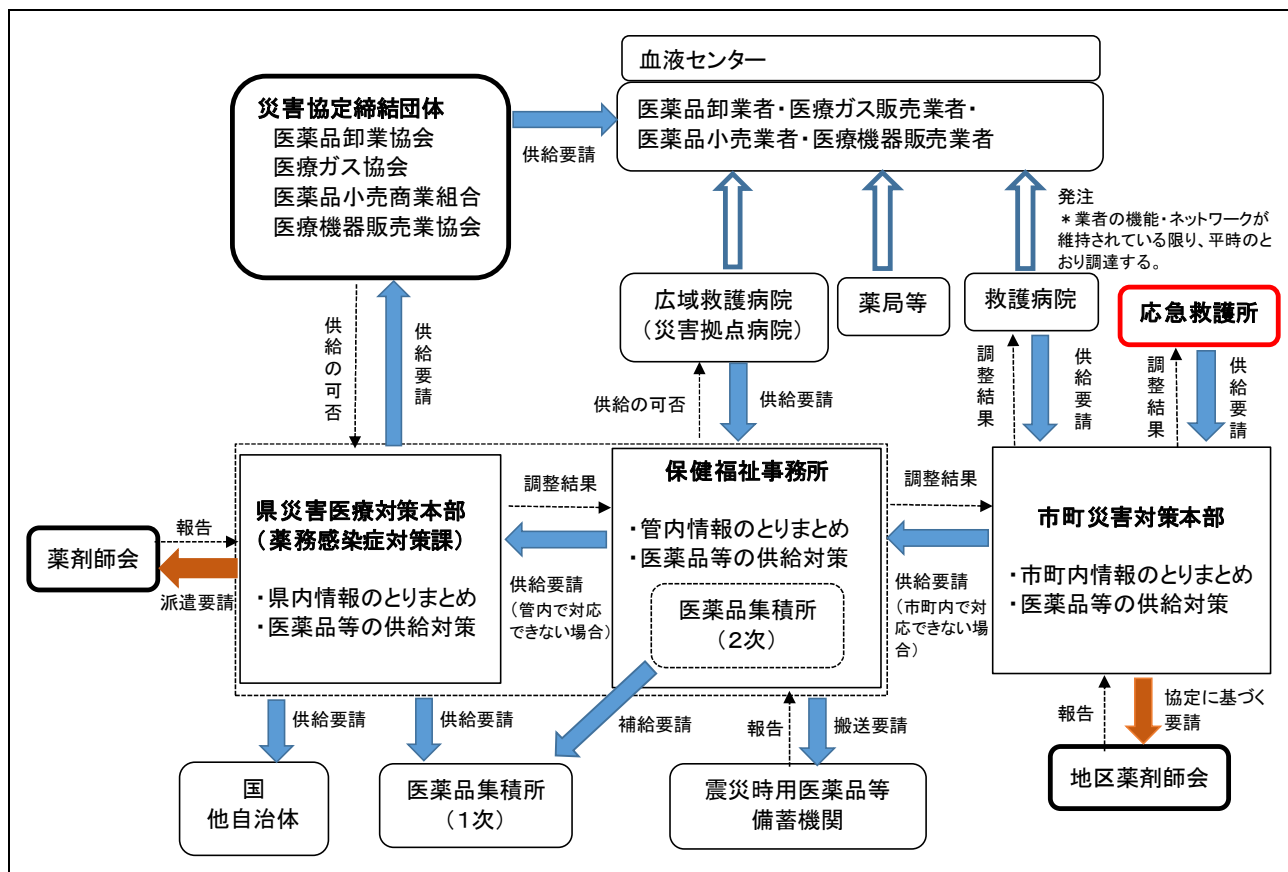 血液センター
災害協定締結団体
医薬品卸業協会
医療ガス協会
医薬品小売商業組合
医療機器販売業協会
供給要請
医薬品卸業者・医療ガス販売業者・
医薬品小売業者・医療機器販売業者
発注
＊業者の機能・ネットワークが
維持されている限り、平時のと
おり調達する。
広域救護病院
（災害拠点病院）
薬局等
救護病院
応急救護所
供給の可否
供給要請
供給の可否
供給要請
調整結果
供給要請
調整結果
供給要請
県災害医療対策本部
（薬務感染症対策課）
・県内情報のとりまとめ
・医薬品等の供給対策
調整結果
供給要請
（管内で対応
できない場合）
保健福祉事務所
・管内情報のとりまとめ
・医薬品等の供給対策
医薬品集積所
（２次）
調整結果
供給要請
（市町内で対
応できない場
合）
市町災害対策本部
・市町内情報のとりまとめ
・医薬品等の供給対策
報告
薬剤師会
派遣要請
供給要請
供給要請
補給要請
報告
搬送要請
報告
協定に基づく
要請
国
他自治体
医薬品集積所
（１次）
震災時用医薬品等
備蓄機関
地区薬剤師会